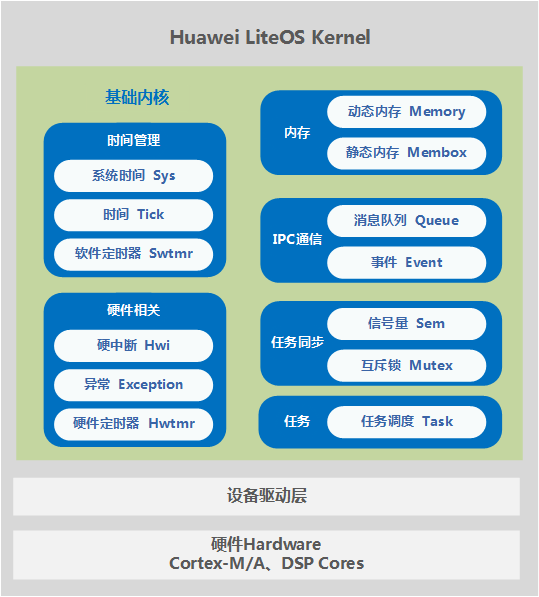 Huawei LiteOS Kernel
基础内核
时间管理
系统时间 Sys
时间 Tick
软件定时器 Swtmr
硬件相关
硬中断 Hwi
异常 Exception
硬件定时器 Hwtmr
内存
动态内存 Memory
静态内存 Membox
IPC通信
消息队列 Queue
事件 Event
任务同步
信号量 Sem
互斥锁 Mutex
任务
任务调度 Task
设备驱动层
硬件Hardware
Cortex-M/A、DSP Cores